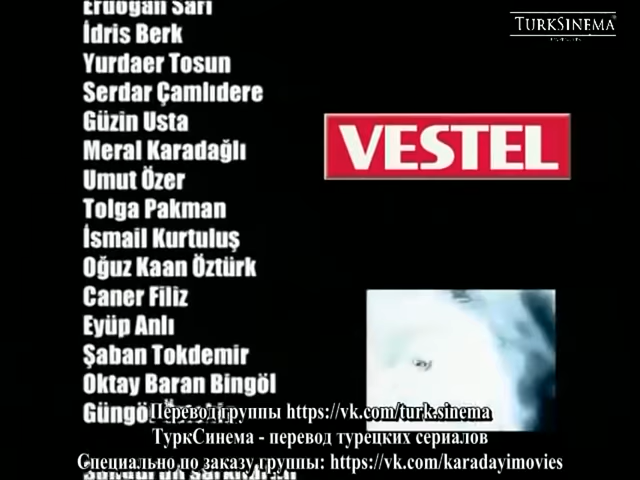 Erdoğan Sarı
TURKSINEMA
İdris Berk
Yurdaer Tosun
Serdar Çamlıdere
Güzin Usta
VESTEL
Meral Karadağlı
Umut Özer
Tolga Pakman
İsmail Kurtuluş
Oğuz Kaan Öztürk
Caner Filiz
Eyüp Anlı
Şaban Tokdemir
Oktay Baran Bingöl
Перевод группы https://vk.com/turk.sinema
ТуркСинема - перевод турецких сериалов
Специально по заказу группы: https://vk.com/karadayimovies